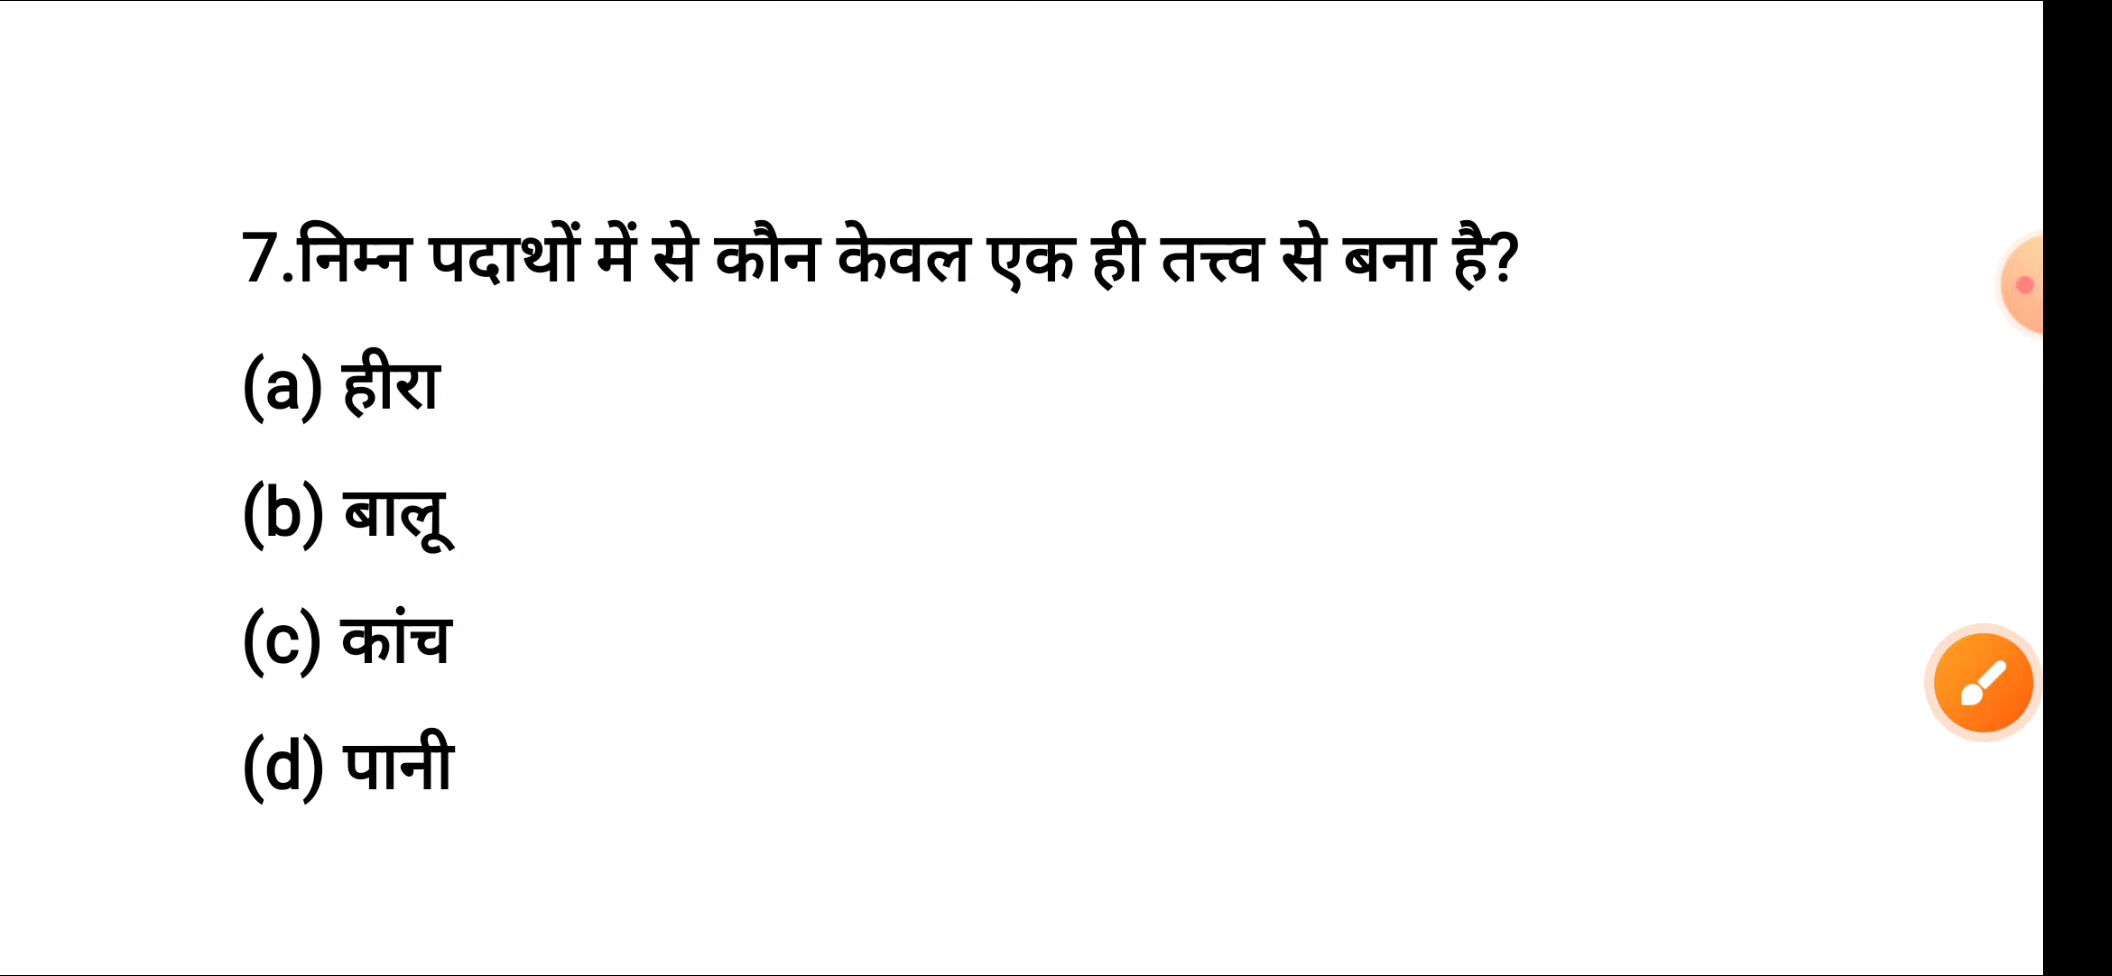 7.निम्न पदार्थो में से कौन केवल एक ही तत्त्व से बना है?
(a) हीरा
(b) बालू
(c) कांच
(d) पानी